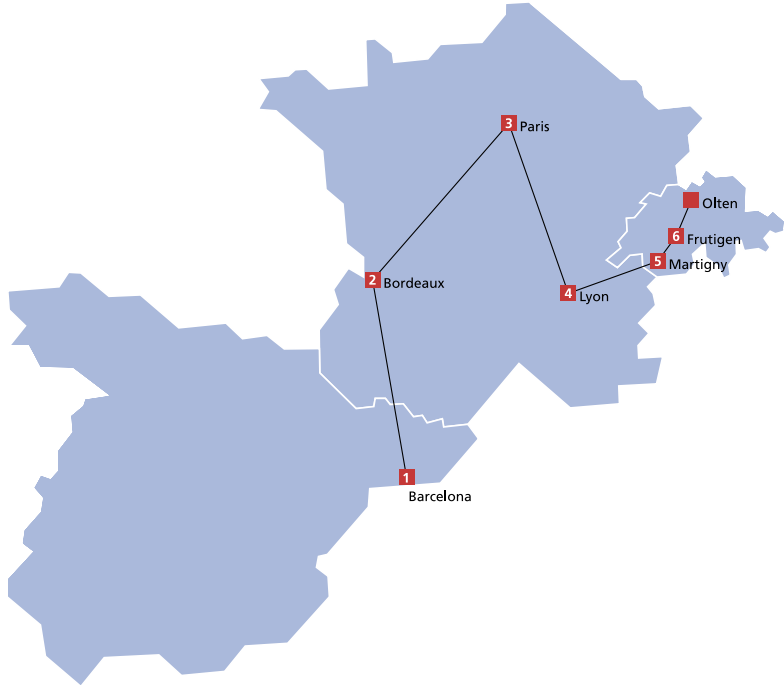 3 Paris
Olten
6 Frutigen
5 Martigny
2 Bordeaux
4 Lyon
1
Barcelona